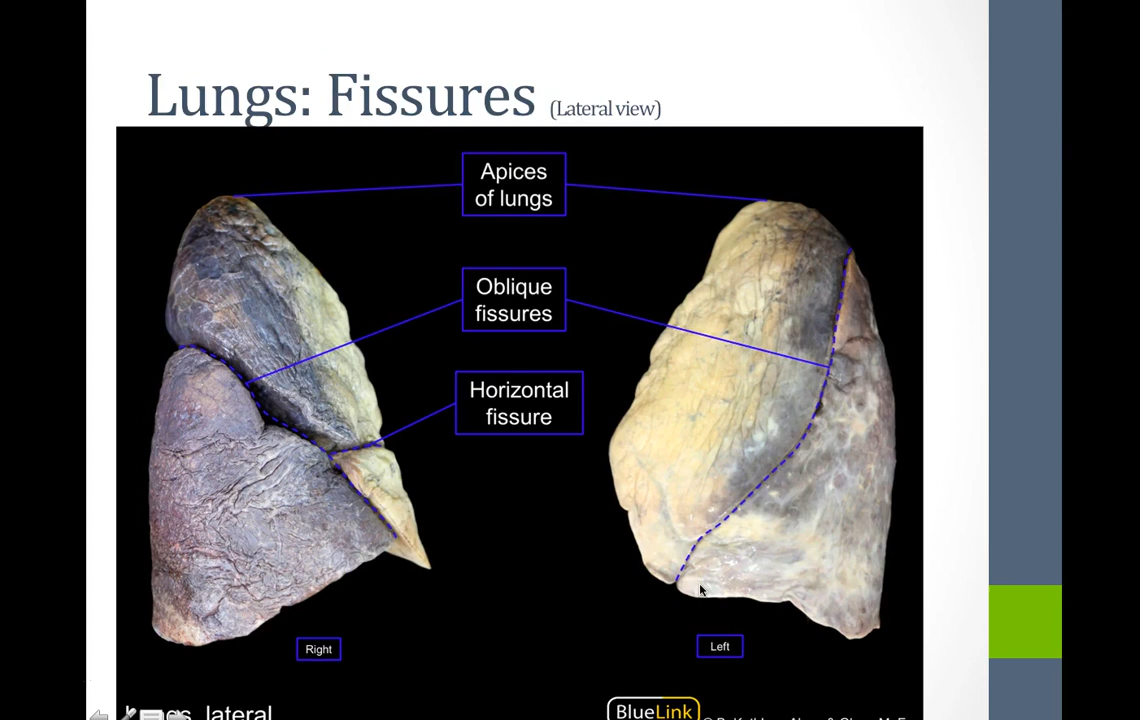 Lungs: Fissures (Lateral view)
Apices
of lungs
Oblique
fissures
Horizontal
fissure
Right
Left
lateral
BlueLink